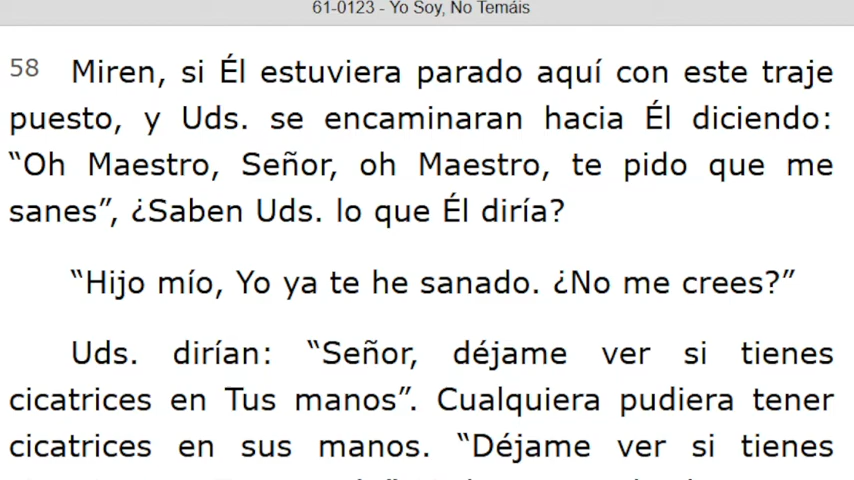 61-0123 - Yo Soy, No Temáis
58 Miren, si Él estuviera parado aquí con este traje
puesto, y Uds. se encaminaran hacia Él diciendo:
“Oh Maestro, Señor, oh Maestro, te pido que me
sanes”, ¿Saben Uds. lo que Él diría?
“Hijo mío, Yo ya te he sanado. ¿No me crees?”
Uds. dirían: “Señor, déjame ver si tienes
cicatrices en Tus manos”. Cualquiera pudiera tener
cicatrices en sus manos. “Déjame ver si tienes